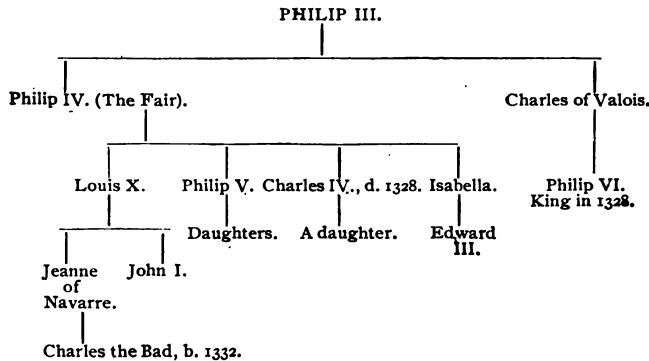 PHILIP III.
Philip IV. (The Fair). Charles of Valois.
Louis X. Philip V. Charles IV., d. 1328. Isabella. Philip VI.
King in 1328.
Daughters. A daughter. Edward
III.
Jeanne John I.
of
Navarre.
Charles the Bad, b. 1332.